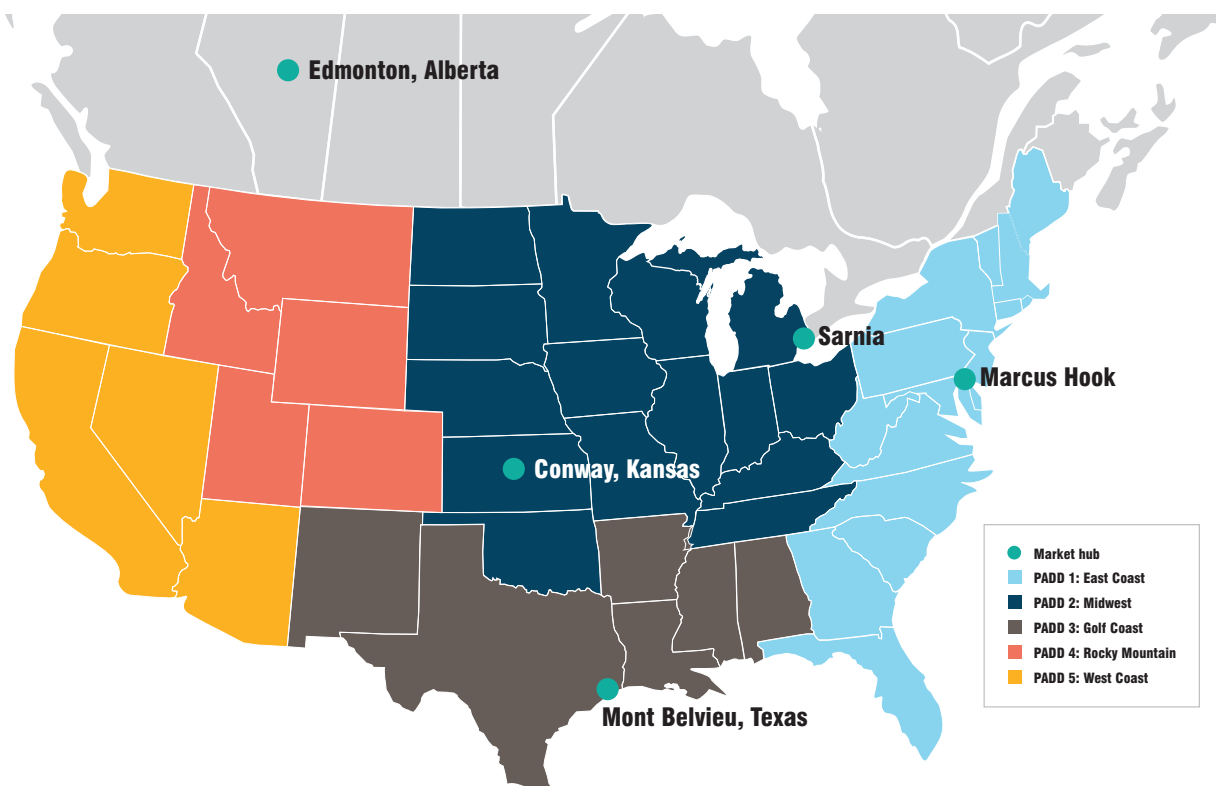 Edmonton, Alberta
Sarnia
Marcus Hook
Conway, Kansas
Mont Belvieu, Texas
Market hub
PADD 1: East Coast
PADD 2: Midwest
PADD 3: Golf Coast
PADD 4: Rocky Mountain
PADD 5: West Coast